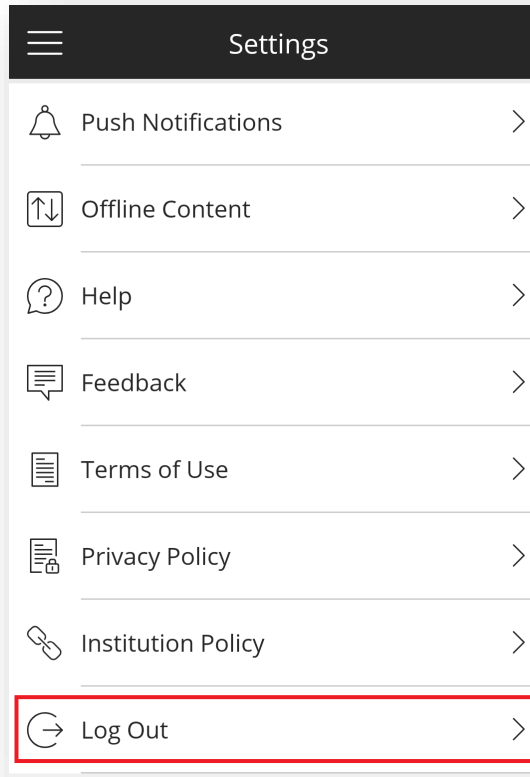 Settings
Push Notifications
Offline Content
Help
Feedback
Terms of Use
Privacy Policy
Institution Policy
Log Out